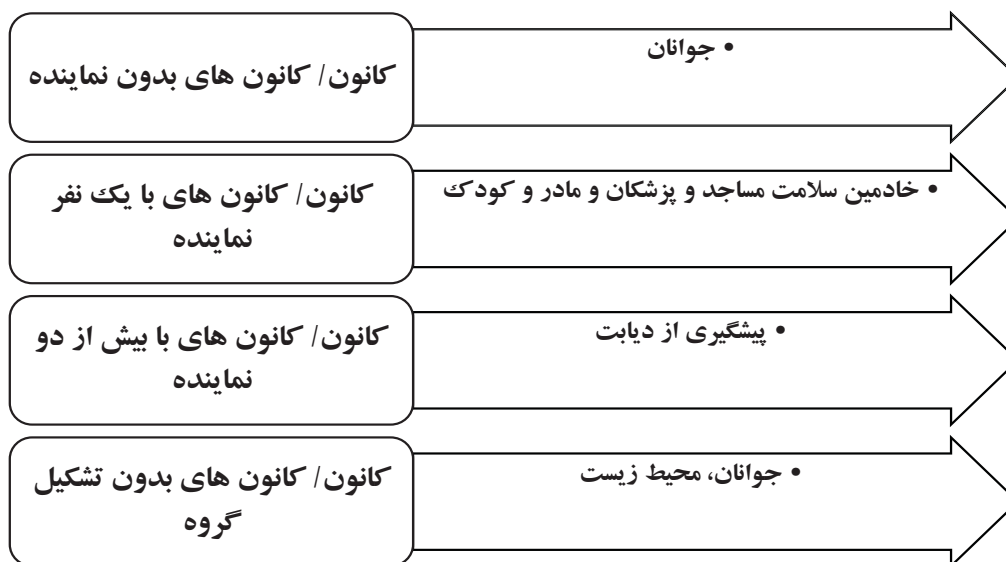 کانون/ کانون های بدون نماینده
• جوانان
کانون/ کانون های با یک نفر
نماینده
• خادمین سلامت مساجد و پزشکان و مادر و کودک
کانون/ کانون های با بیش از دو
نماینده
• پیشگیری از دیابت
کانون/ کانون های بدون تشکیل
گروه
• جوانان، محیط زیست